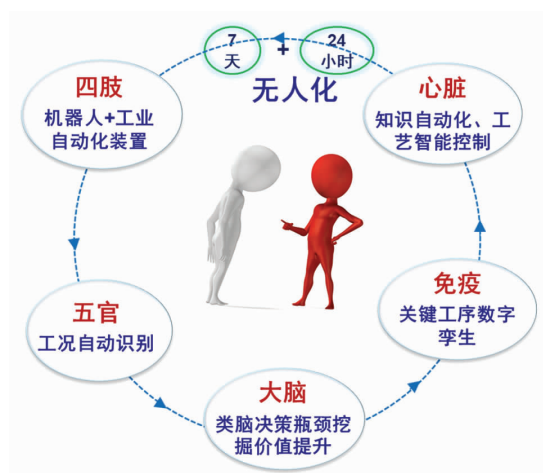 7
天
+
24
小时
无人化
四肢
机器人+工业
自动化装置
心脏
知识自动化、工
艺智能控制
五官
工况自动识别
免疫
关键工序数字
孪生
大脑
类脑决策瓶颈挖
掘价值提升